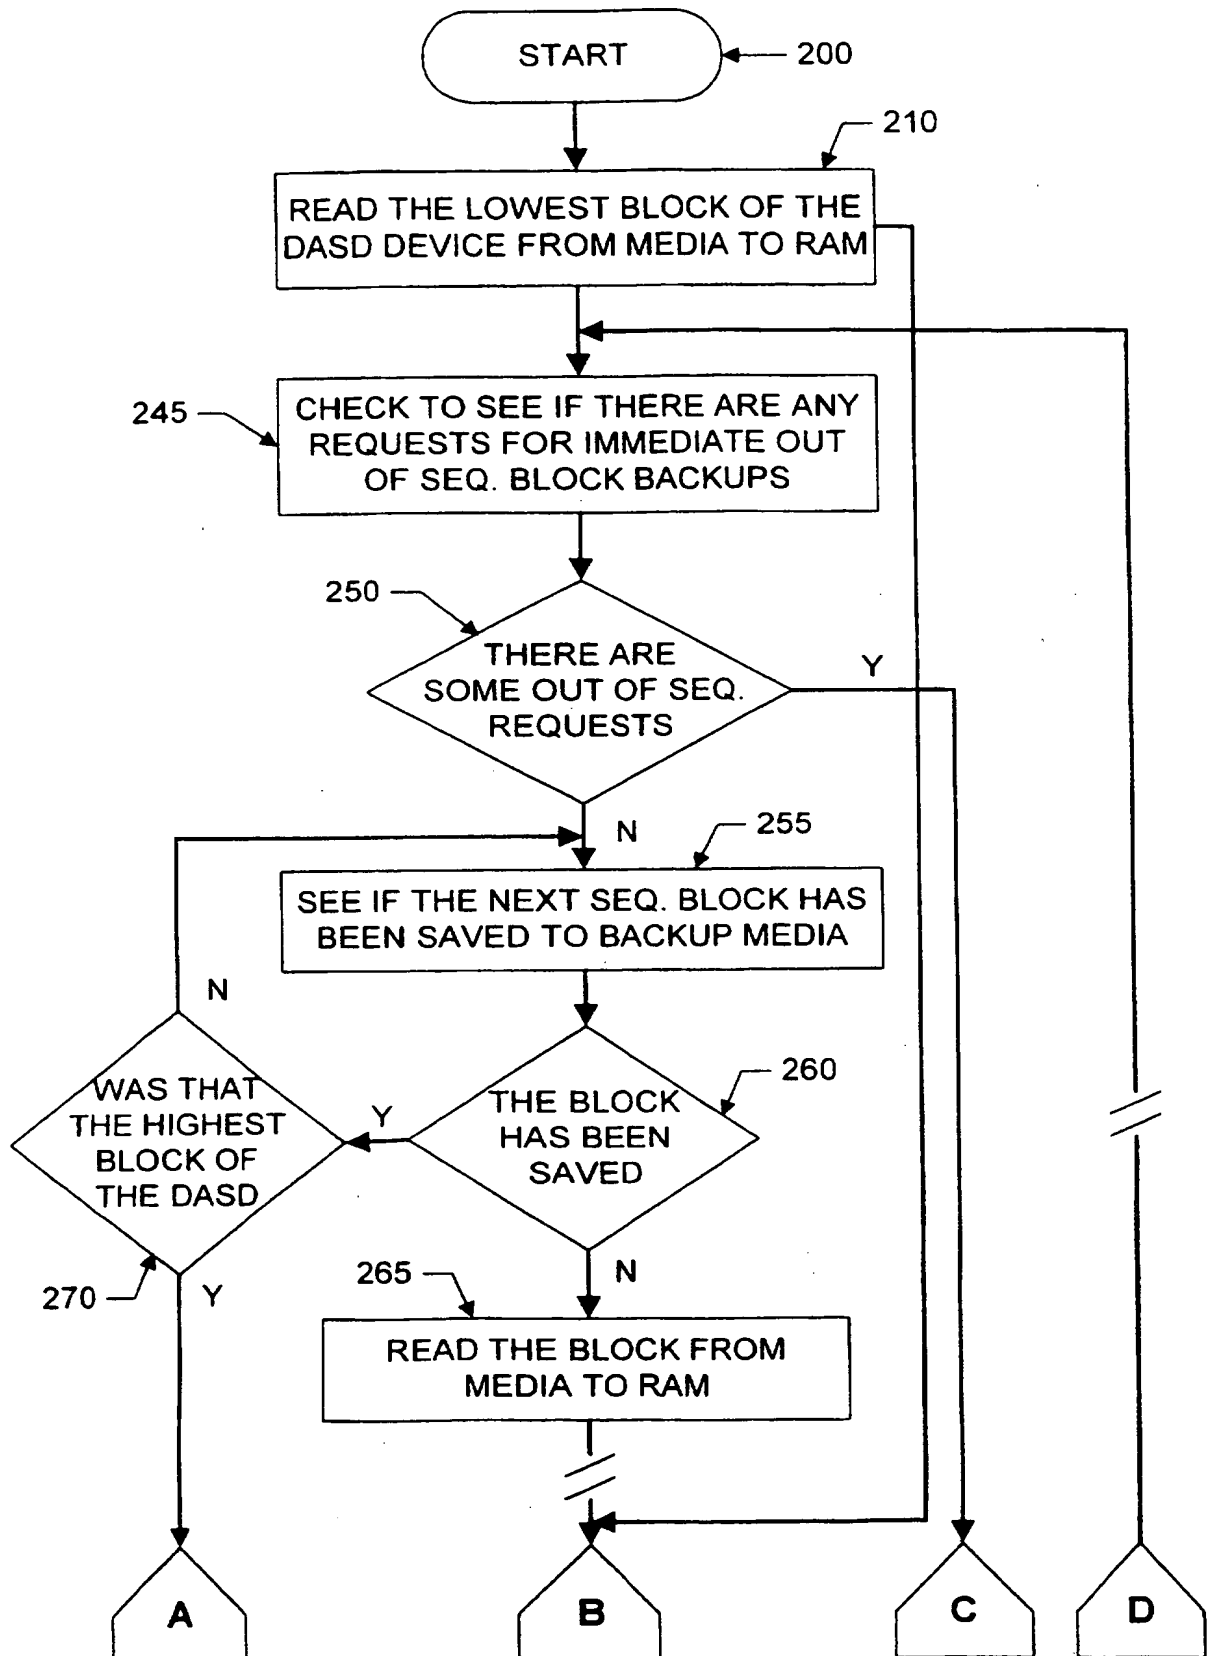 START
200
210
READ THE LOWEST BLOCK OF THE
DASD DEVICE FROM MEDIA TO RAM
245
CHECK TO SEE IF THERE ARE ANY
REQUESTS FOR IMMEDIATE OUT
OF SEQ. BLOCK BACKUPS
250
THERE ARE
SOME OUT OF SEQ.
REQUESTS
Y
N
255
SEE IF THE NEXT SEQ. BLOCK HAS
BEEN SAVED TO BACKUP MEDIA
N
WAS THAT
THE HIGHEST
BLOCK OF
THE DASD
Y
THE BLOCK
HAS BEEN
SAVED
260
270
Y
265
N
READ THE BLOCK FROM
MEDIA TO RAM
A
B
C
D